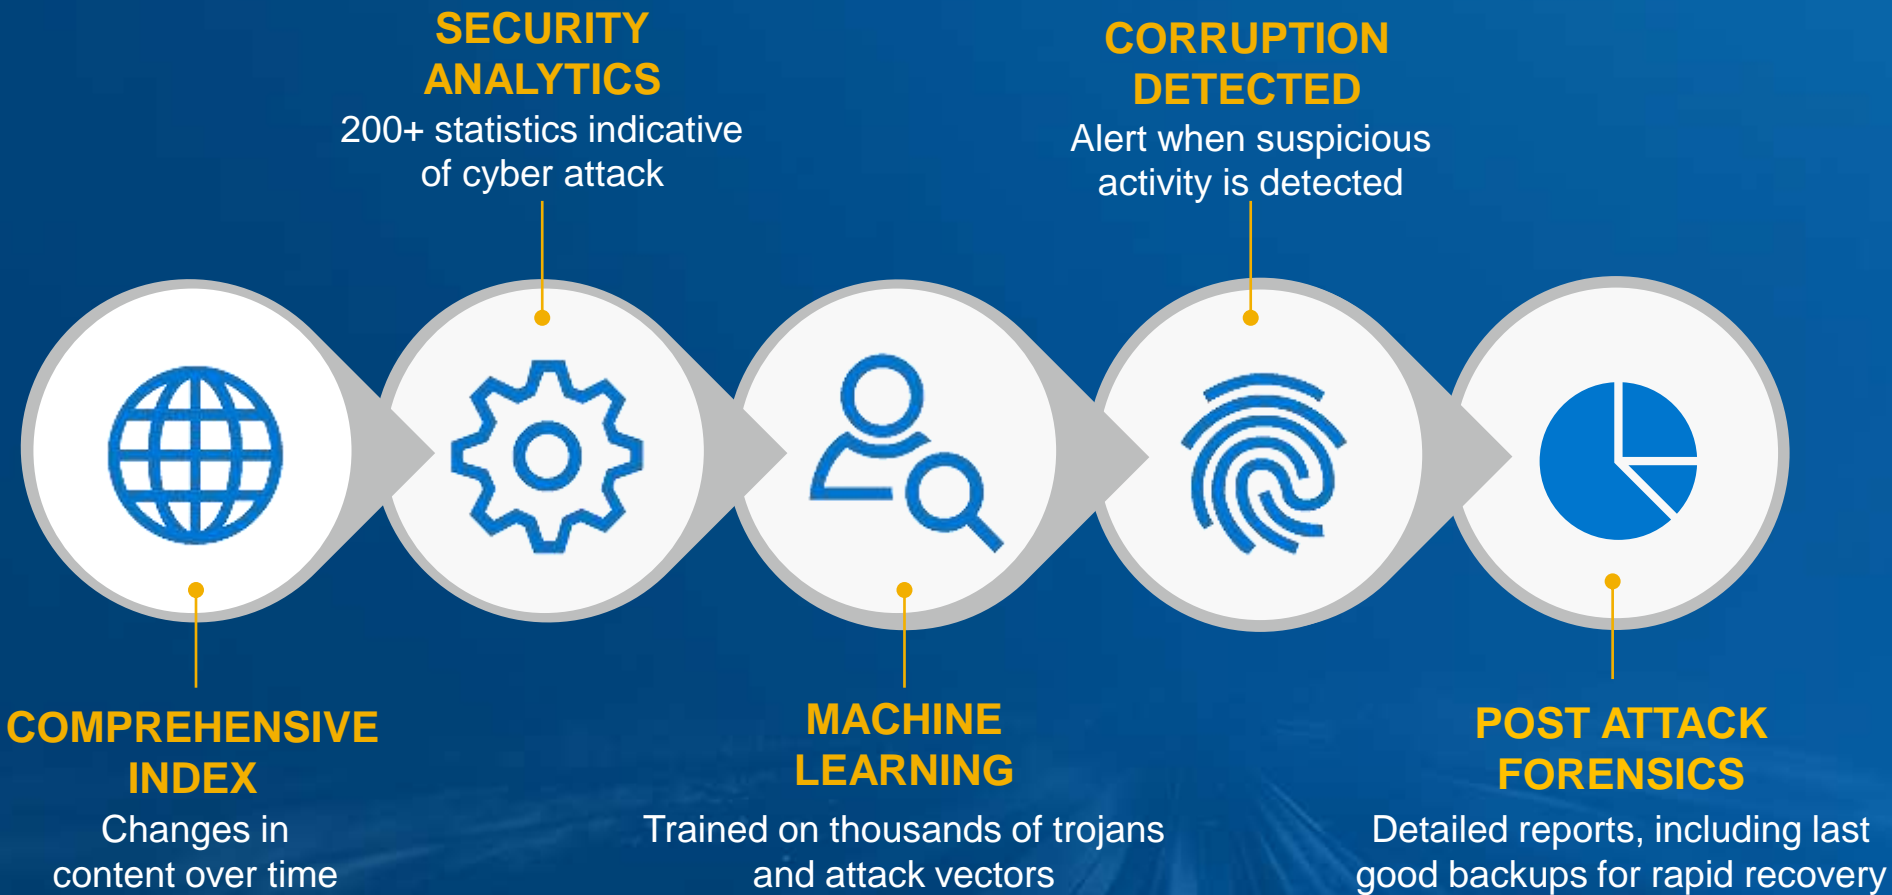 COMPREHENSIVE
INDEX
Changes in
content over time
SECURITY
ANALYTICS
200+ statistics indicative
of cyber attack
MACHINE
LEARNING
Trained on thousands of trojans
and attack vectors
CORRUPTION
DETECTED
Alert when suspicious
activity is detected
POST ATTACK
FORENSICS
Detailed reports, including last
good backups for rapid recovery